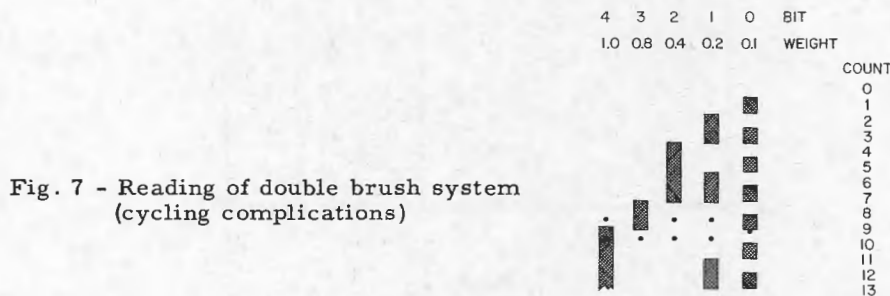 4 3 2 1 0 BIT
1.0 0.8 0.4 0.2 0.1 WEIGHT
COUNT
0
1
2
3
4
5
Fig. 7 - Reading of double brush system
6
(cycling complications)
7
8
9
10
11
12
13